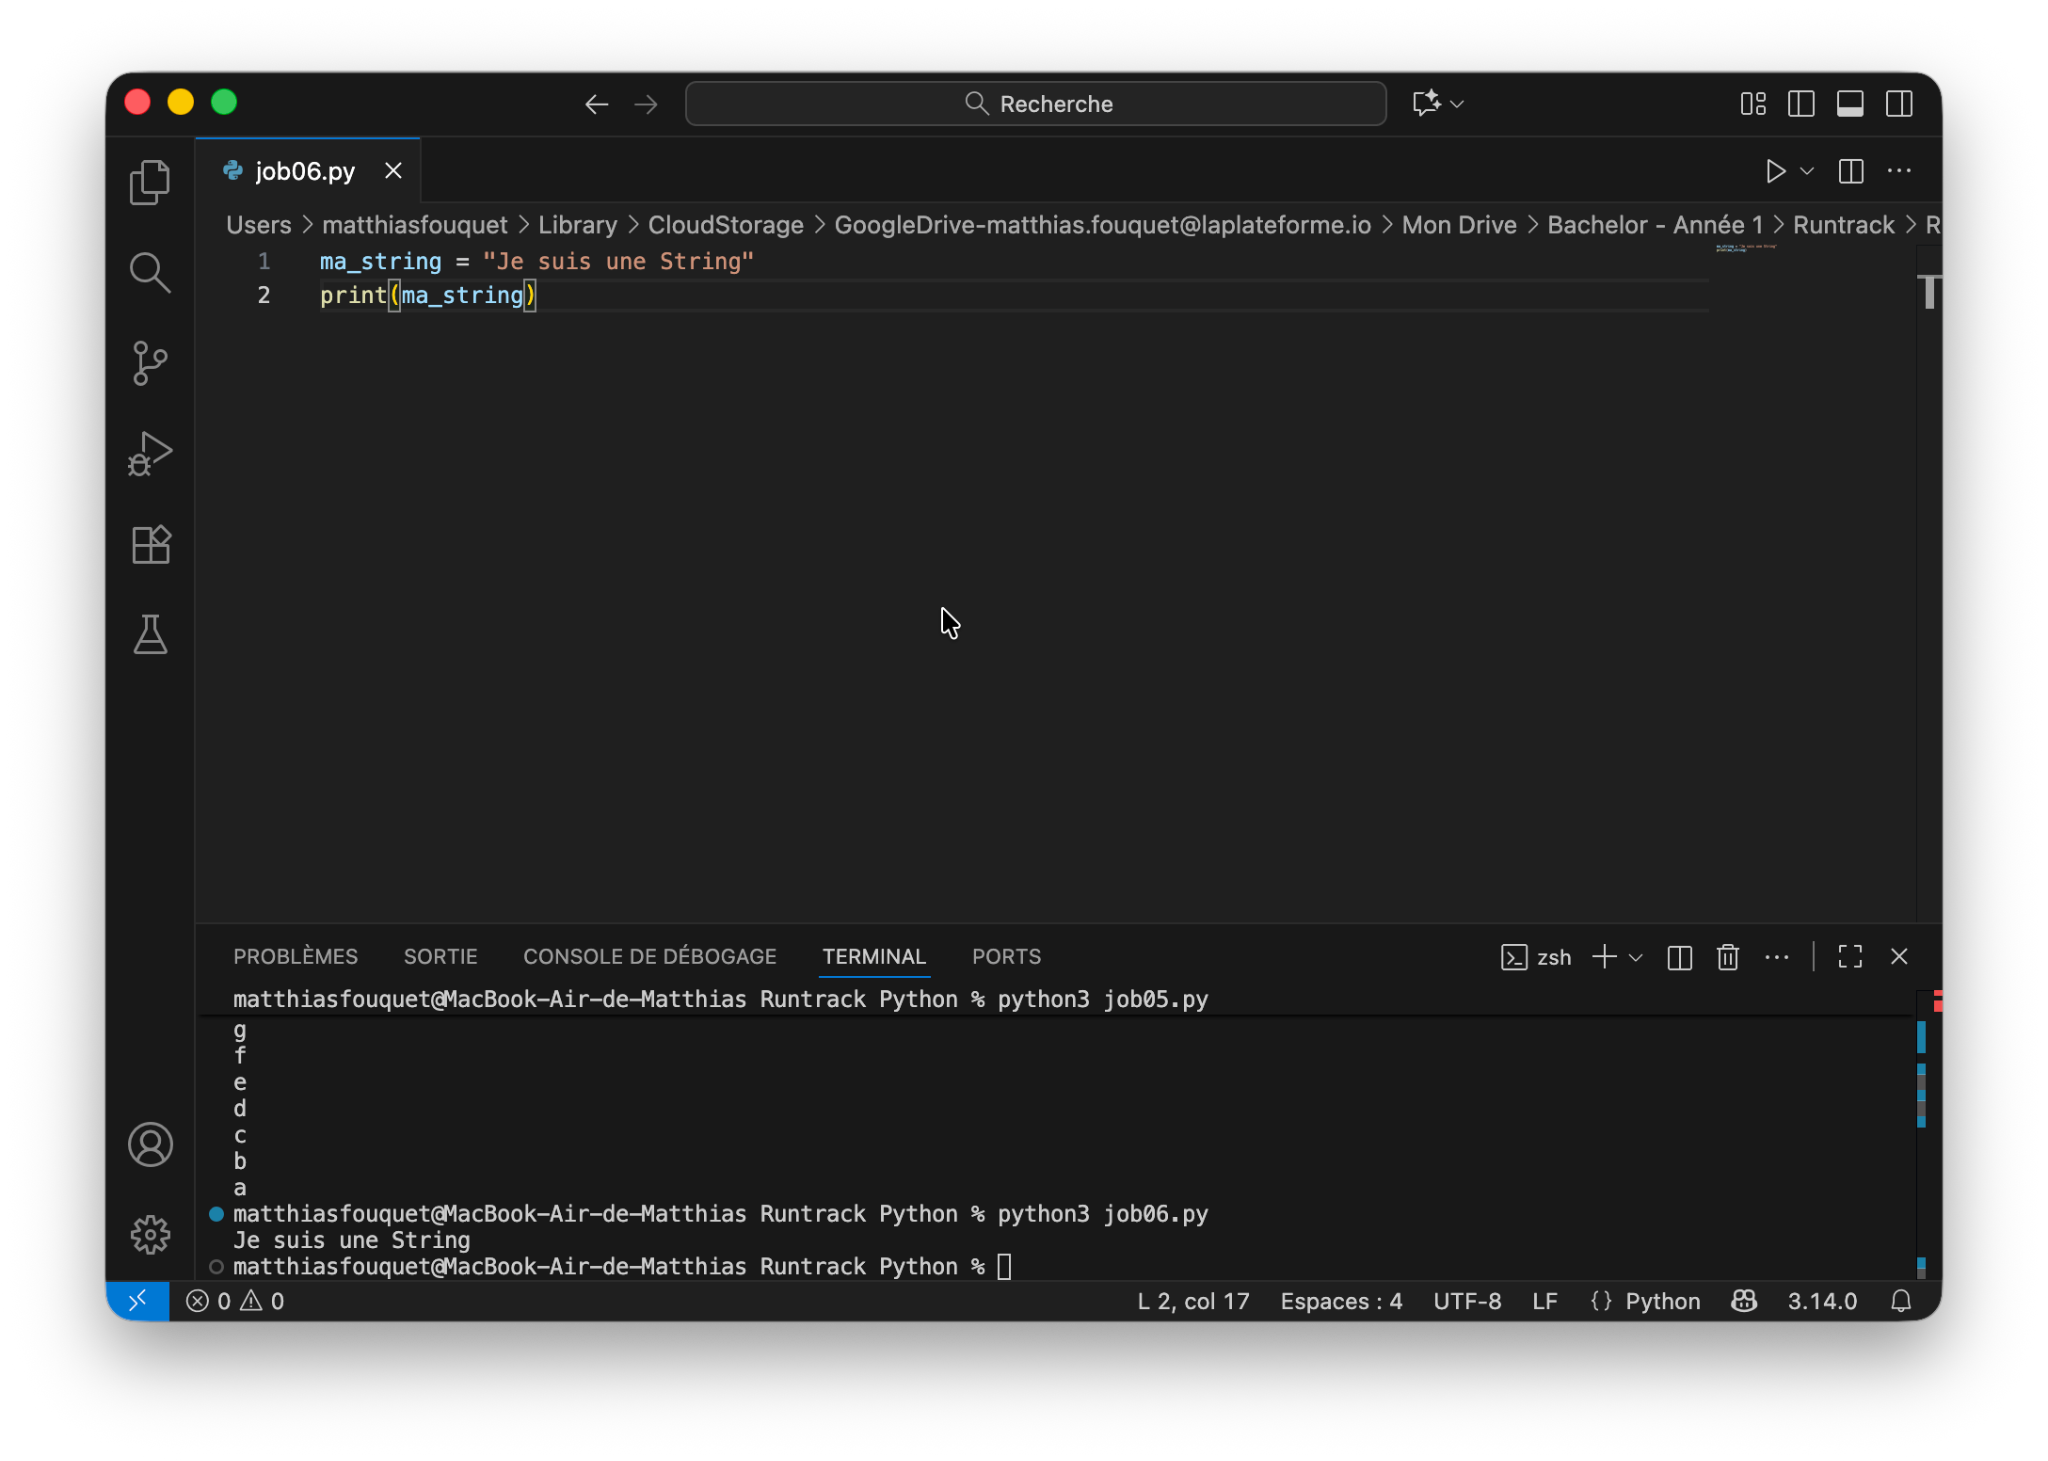 Recherche
job06.py
Users > matthiasfouquet > Library > CloudStorage > GoogleDrive-matthias.fouquet@laplateforme.io > Mon Drive > Bachelor - Année 1 > Runtrack > R
1 ma_string = "Je suis une String"
2 print(ma_string)
PROBLÈMES SORTIE CONSOLE DE DÉBOGAGE TERMINAL PORTS zsh
matthiasfouquet@MacBook-Air-de-Matthias Runtrack Python % python3 job05.py
g
f
e
d
c
b
a
matthiasfouquet@MacBook-Air-de-Matthias Runtrack Python % python3 job06.py
Je suis une String
matthiasfouquet@MacBook-Air-de-Matthias Runtrack Python %
0 0 L 2, col 17 Espaces : 4 UTF-8 LF {} Python 3.14.0